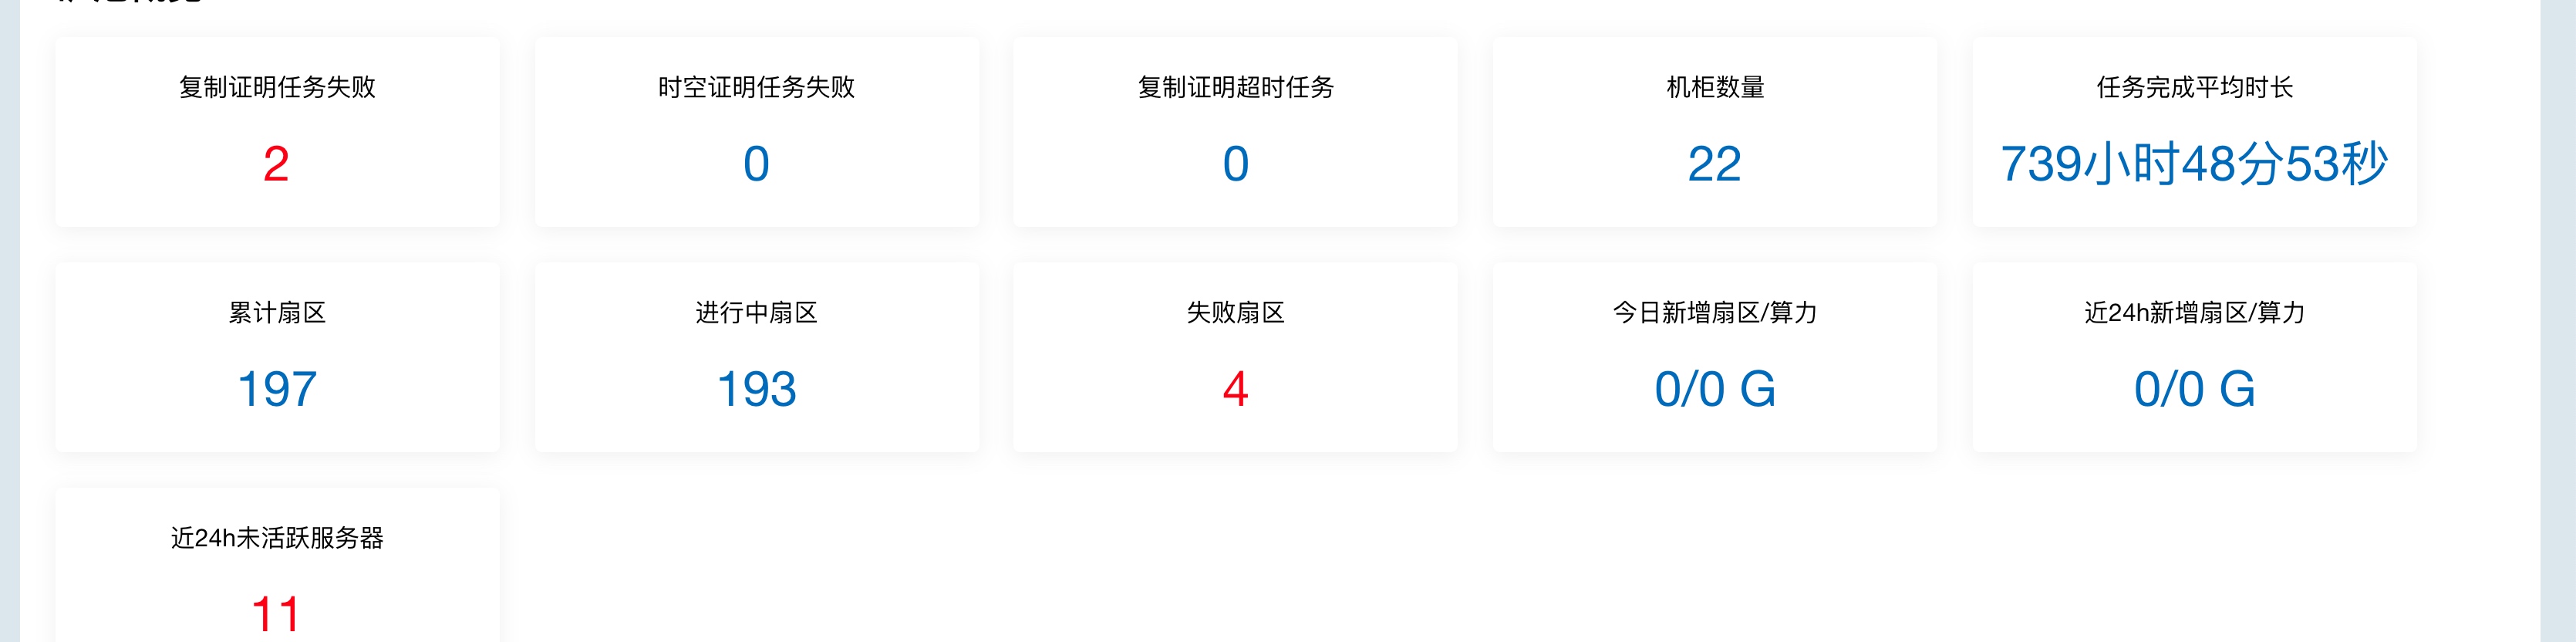 复制证明任务失败
时空证明任务失败
复制证明超时任务
机柜数量
任务完成平均时长
2
0
0
22
739小时48分53秒
累计扇区
进行中扇区
失败扇区
今日新增扇区/算力
近24h新增扇区/算力
197
193
4
0/0 G
0/0 G
近24h未活跃服务器
11